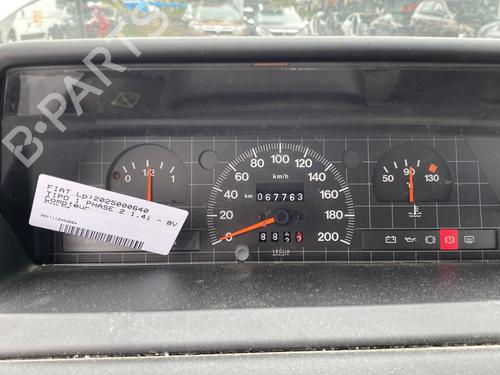 B-PARTS
FIAT Lp:2025000640
TIPO 1 PHASE 2 1.4i - 8V
Compteur
0 1/2 1
0 20 40 60 80 100 120 140 160 180 200
km/h
km 067763
VEGLIA
50 90 130
°C